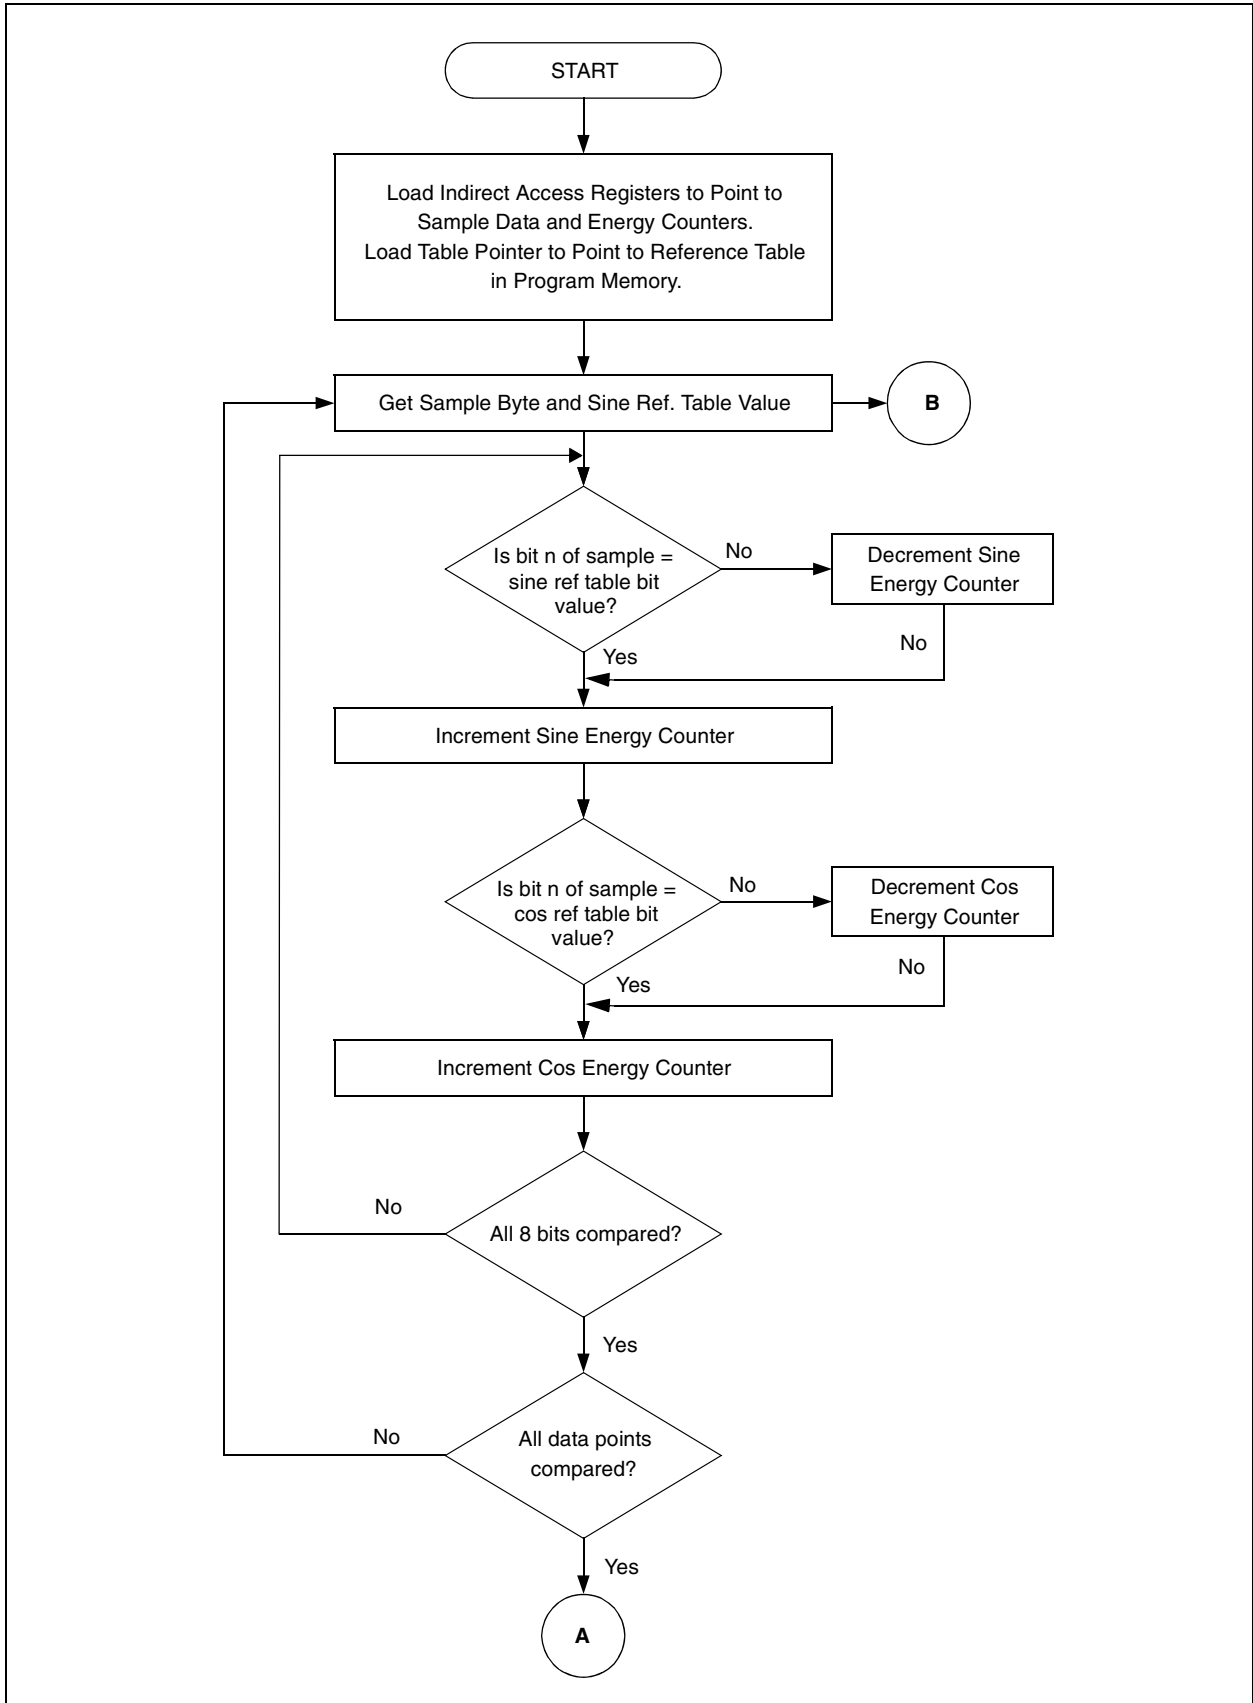 START
Load Indirect Access Registers to Point to
Sample Data and Energy Counters.
Load Table Pointer to Point to Reference Table
in Program Memory.
Get Sample Byte and Sine Ref. Table Value
B
Is bit n of sample =
sine ref table bit
value?
No
Decrement Sine
Energy Counter
No
Yes
Increment Sine Energy Counter
Is bit n of sample =
cos ref table bit
value?
No
Decrement Cos
Energy Counter
No
Yes
Increment Cos Energy Counter
No
All 8 bits compared?
Yes
No
All data points
compared?
Yes
A